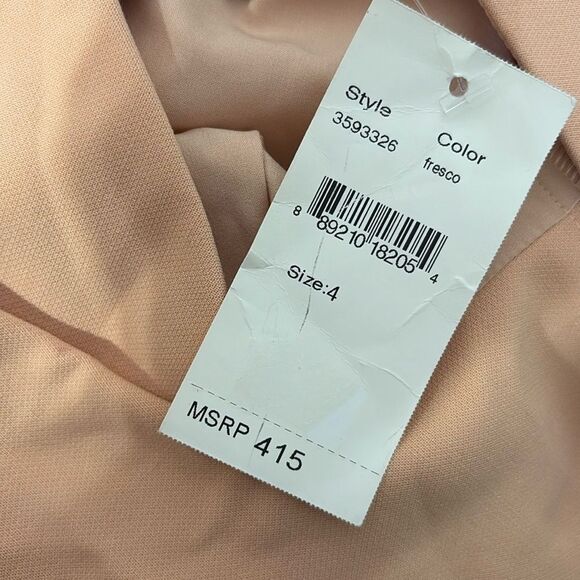 Style
3593326
Color
fresco
8 89210 18205 4
Size:4
MSRP 415